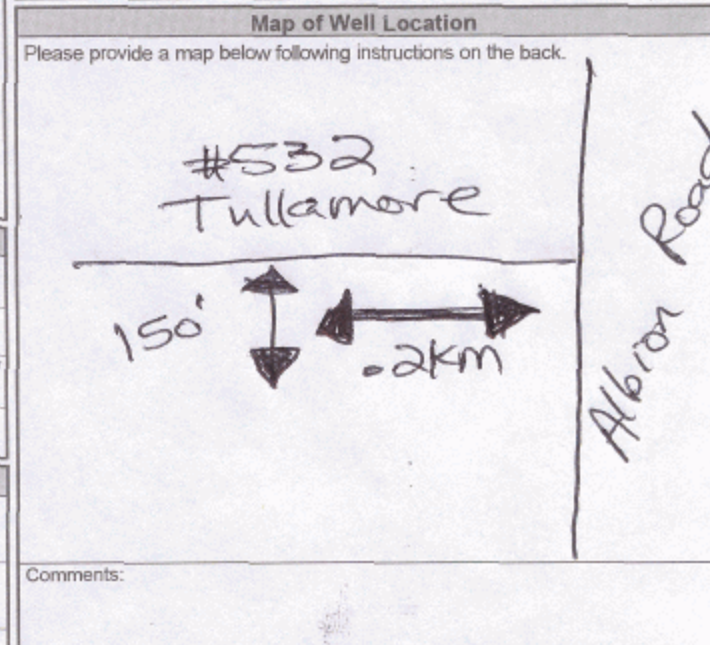 Map of Well Location
Please provide a map below following instructions on the back.
#532
Tullamore
150'
.2km
Albion Road
Comments: